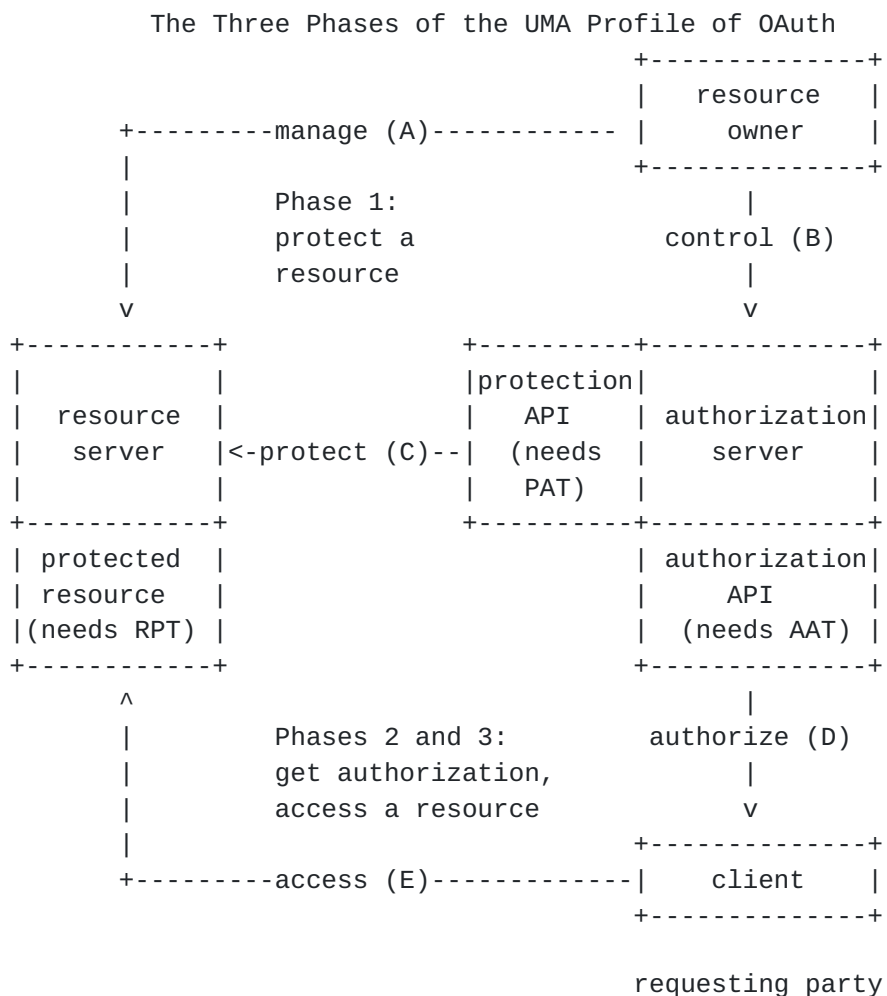 The Three Phases of the UMA Profile of OAuth
resource
owner
manage (A)
Phase 1:
protect a
resource
control (B)
resource
server
protect (C)
protection
API
(needs
PAT)
authorization
server
protected
resource
(needs RPT)
authorization
API
(needs AAT)
Phases 2 and 3:
get authorization,
access a resource
authorize (D)
access (E)
client
requesting party